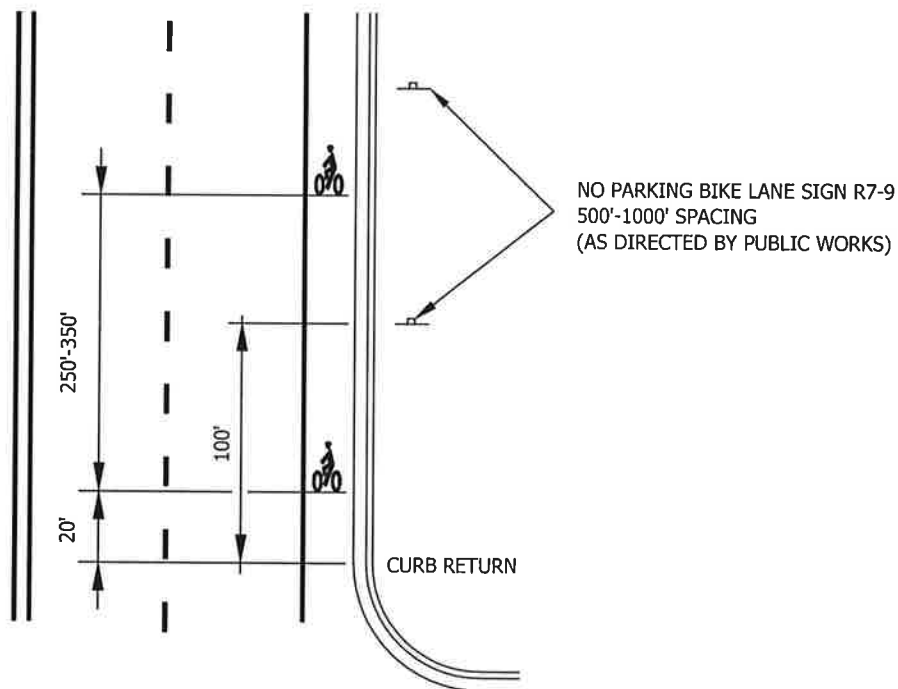 NO PARKING BIKE LANE SIGN R7-9
500'-1000' SPACING
(AS DIRECTED BY PUBLIC WORKS)
250'-350'
100'
20'
CURB RETURN